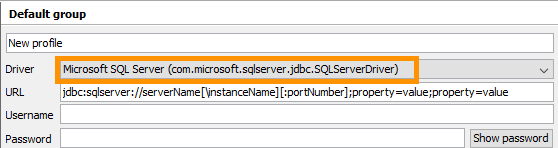 Default group
New profile
Driver Microsoft SQL Server (com.microsoft.sqlserver.jdbc.SQLServerDriver)
URL jdbc:sqlserver://serverName[\instanceName][:portNumber];property=value;property=value
Username
Password Show password